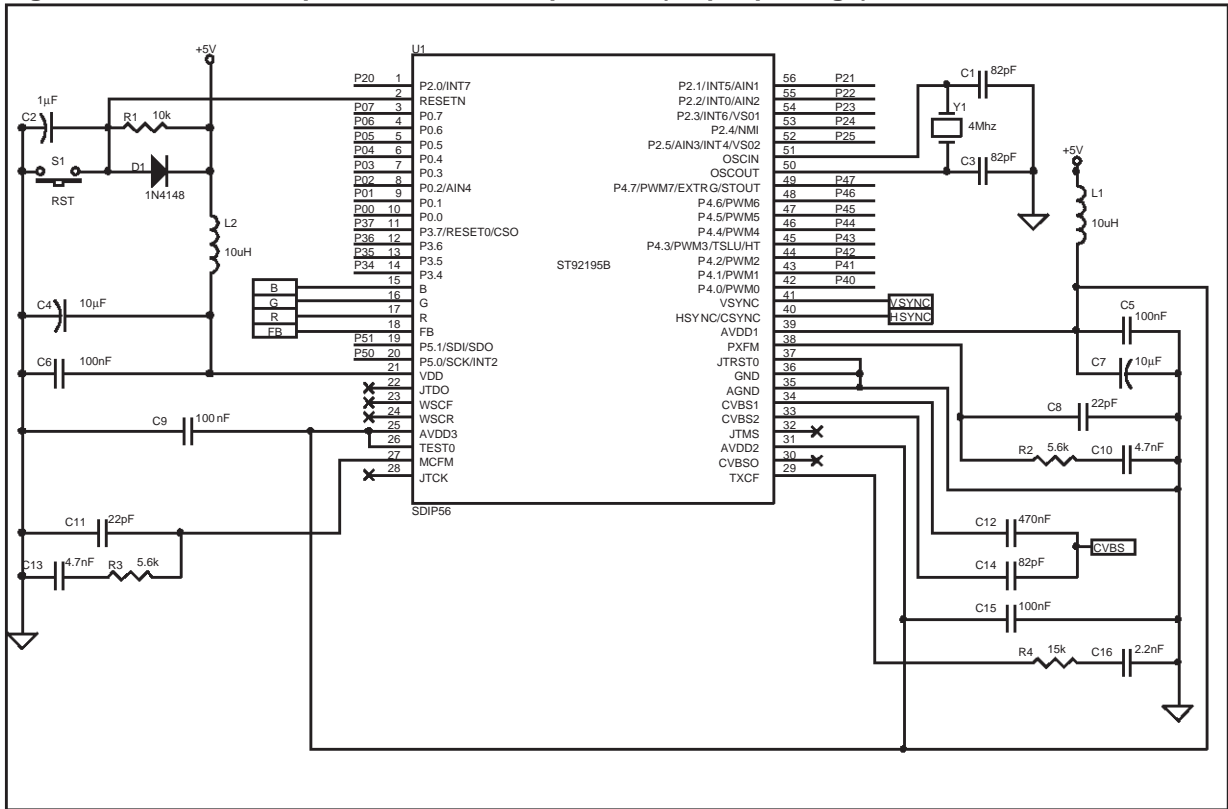 +5V
U1
P20 1 P2.0/INT7
2 RESETN
P07 3 P0.7
P06 4 P0.6
P05 5 P0.5
P04 6 P0.4
P03 7 P0.3
P02 8 P0.2/AIN4
P01 9 P0.1
P00 10 P0.0
P37 11 P3.7/RESET0/CSO
P36 12 P3.6
P35 13 P3.5
P34 14 P3.4
B 15 B
G 16 G
R 17 R
FB 18 FB
P51 19 P5.1/SDI/SDO
P50 20 P5.0/SCK/INT2
21 VDD
22 JTDO
23 WSCF
24 WSCR
25 AVDD3
26 TEST0
27 MCFM
28 JTCK
ST92195B
SDIP56
P2.1/INT5/AIN1 56 P21
P2.2/INT0/AIN2 55 P22
P2.3/INT6/VS01 54 P23
P2.4/NMI 53 P24
P2.5/AIN3/INT4/VS02 52 P25
OSCIN 51
OSCOUT 50
P4.7/PWM7/EXTRG/STOUT 49 P47
P4.6/PWM6 48 P46
P4.5/PWM5 47 P45
P4.4/PWM4 46 P44
P4.3/PWM3/TSLU/HT 45 P43
P4.2/PWM2 44 P42
P4.1/PWM1 43 P41
P4.0/PWM0 42 P40
VSYNC 41 VSYNC
HSYNC/CSYNC 40 HSYNC
AVDD1 39
PXFM 38
JTRST0 37
GND 36
AGND 35
CVBS1 34
CVBS2 33
JTMS 32
AVDD2 31
CVBSO 30
TXCF 29
C2 1μF
R1 10k
S1
RST
D1
1N4148
L2
10uH
C4 10μF
C6 100nF
C9 100nF
C11 22pF
C13 4.7nF R3 5.6k
C1 82pF
Y1
4Mhz
C3 82pF
+5V
L1
10uH
C5
100nF
C7 10μF
C8 22pF
R2 5.6k C10 4.7nF
C12 470nF
CVBS
C14 82pF
C15 100nF
R4 15k C16 2.2nF